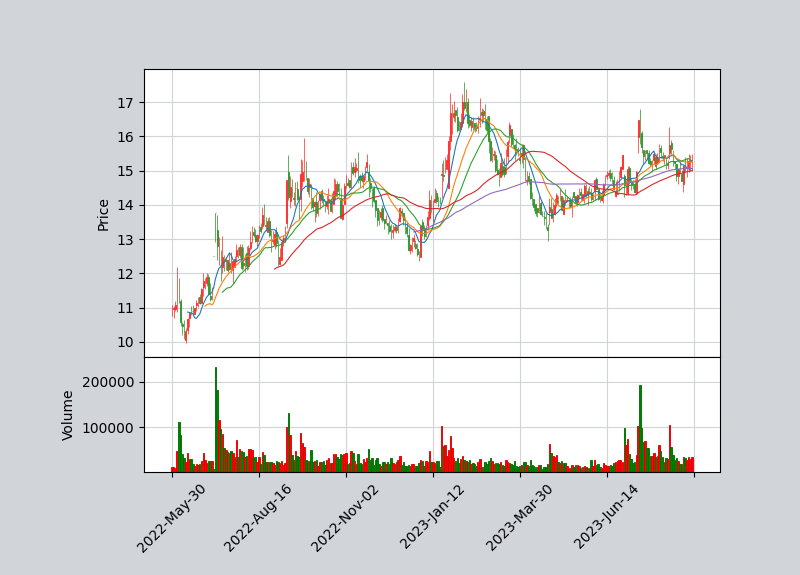 17
16
15
14
13
12
11
10
Price
200000
100000
Volume
2022-May-30
2022-Aug-16
2022-Nov-02
2023-Jan-12
2023-Mar-30
2023-Jun-14